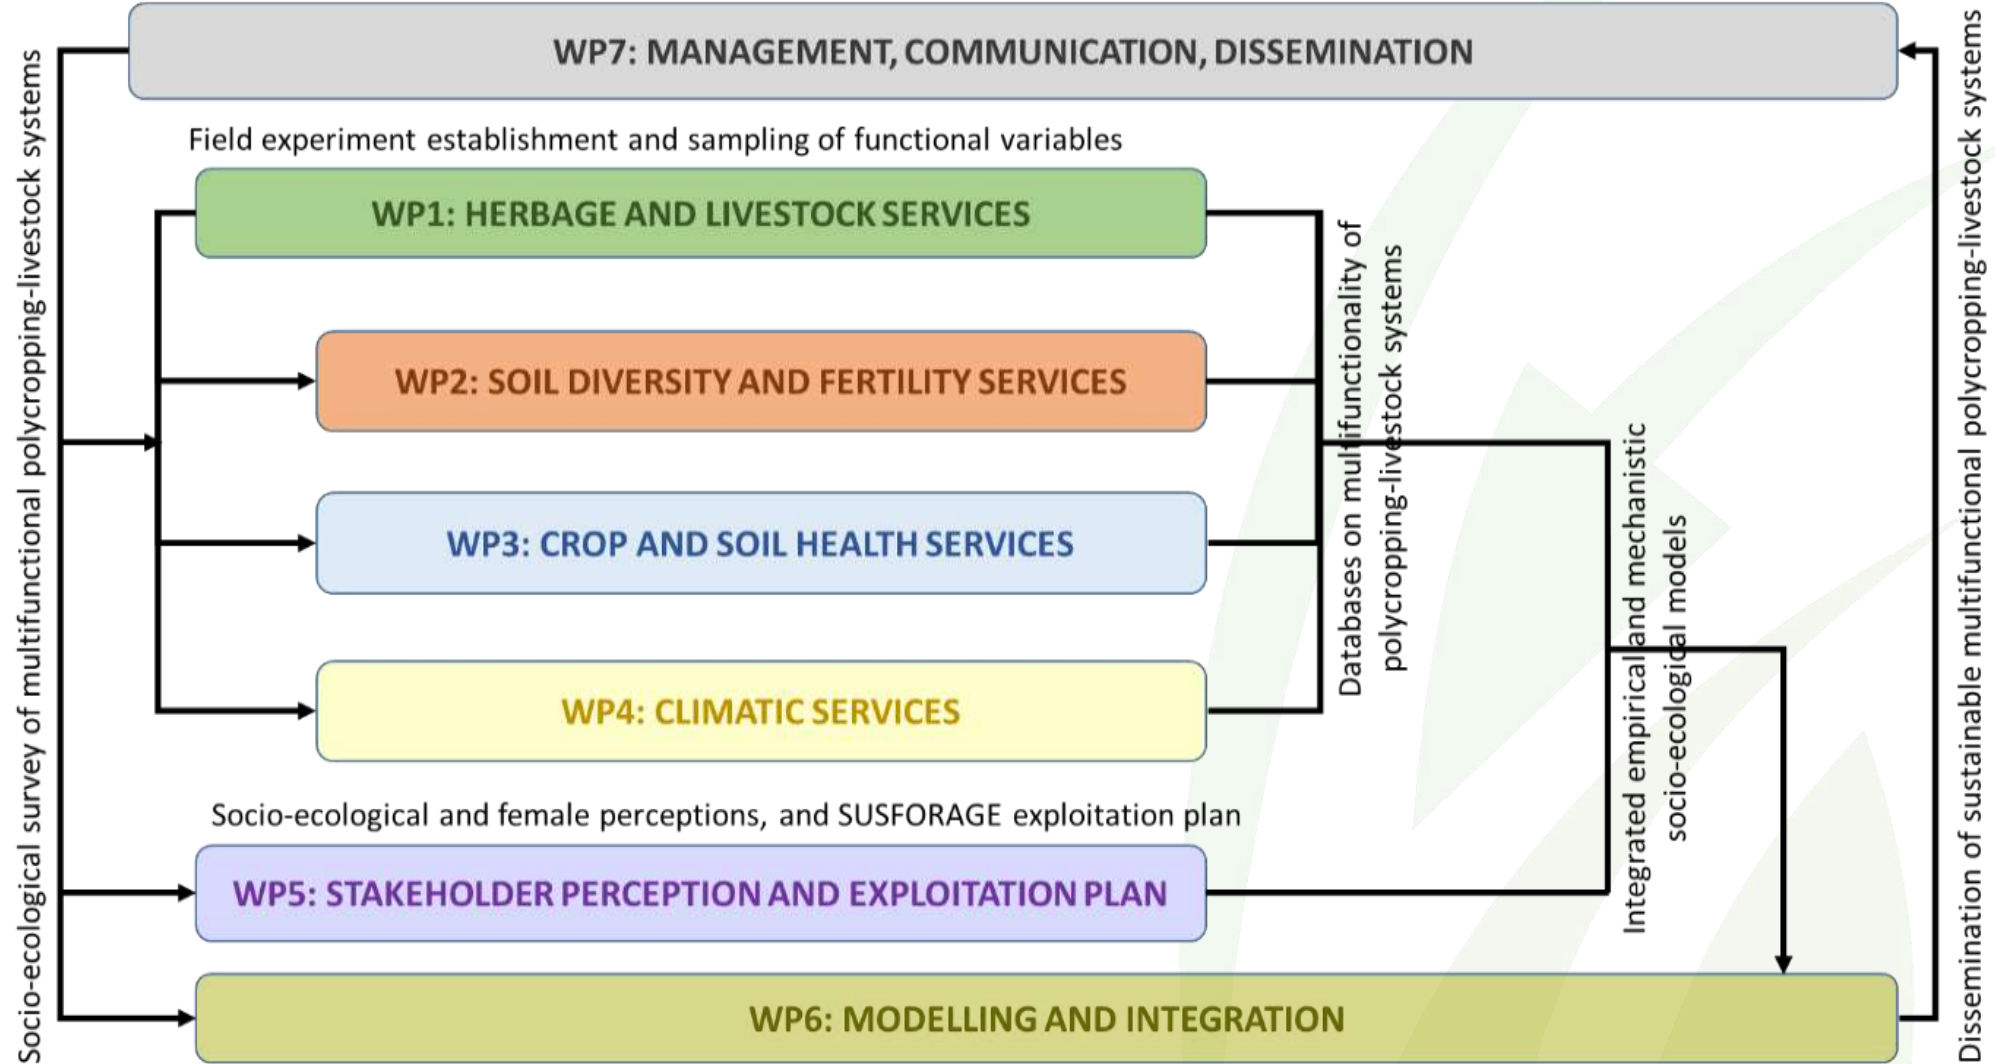 WP7: MANAGEMENT, COMMUNICATION, DISSEMINATION
Socio-ecological survey of multifunctional polycropping-livestock systems
Field experiment establishment and sampling of functional variables
WP1: HERBAGE AND LIVESTOCK SERVICES
WP2: SOIL DIVERSITY AND FERTILITY SERVICES
WP3: CROP AND SOIL HEALTH SERVICES
WP4: CLIMATIC SERVICES
Databases on multifunctionality of
polycropping-livestock systems
Socio-ecological and female perceptions, and SUSFORAGE exploitation plan
WP5: STAKEHOLDER PERCEPTION AND EXPLOITATION PLAN
Integrated empirical and mechanistic
socio-ecological models
WP6: MODELLING AND INTEGRATION
Dissemination of sustainable multifunctional polycropping-livestock systems